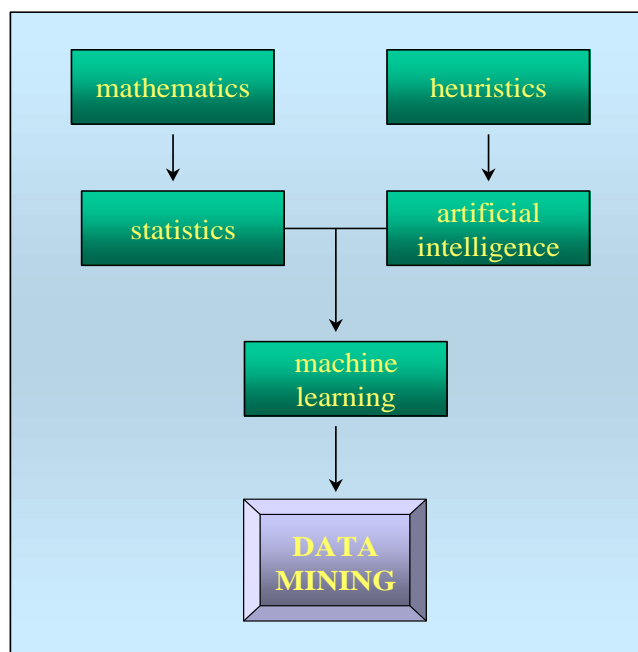 mathematics
heuristics
statistics
artificial
intelligence
machine
learning
DATA
MINING